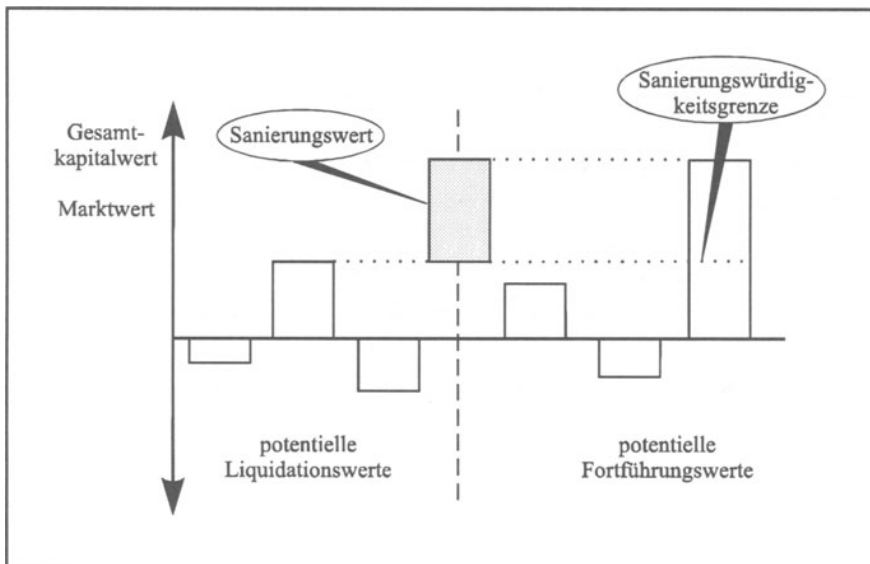 Gesamt-
kapitalwert
Marktwert
Sanierungswert
Sanierungswürdig-
keitsgrenze
potentielle
Liquidationswerte
potentielle
Fortführungswerte